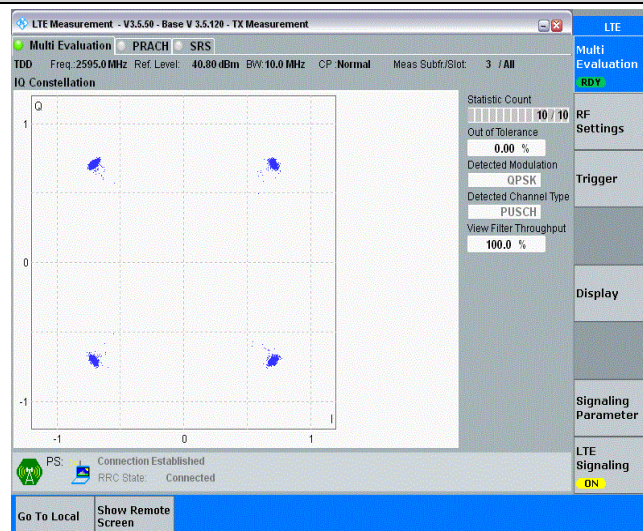 LTE Measurement - V3.5.50 - Base V 3.5.120 - TX Measurement
LTE
Multi Evaluation PRACH SRS
TDD Freq.:2595.0 MHz Ref. Level: 40.80 dBm BW:10.0 MHz CP :Normal Meas Subfr./Slot: 3 / All
IQ Constellation
Q
1
0
-1
-1 0 1
I
Statistic Count
10 / 10
Out of Tolerance
0.00 %
Detected Modulation
QPSK
Detected Channel Type
PUSCH
View Filter Throughput
100.0 %
Multi
Evaluation
RDY
RF
Settings
Trigger
Display
Signaling
Parameter
LTE
Signaling
ON
PS: Connection Established
RRC State: Connected
Go To Local
Show Remote
Screen